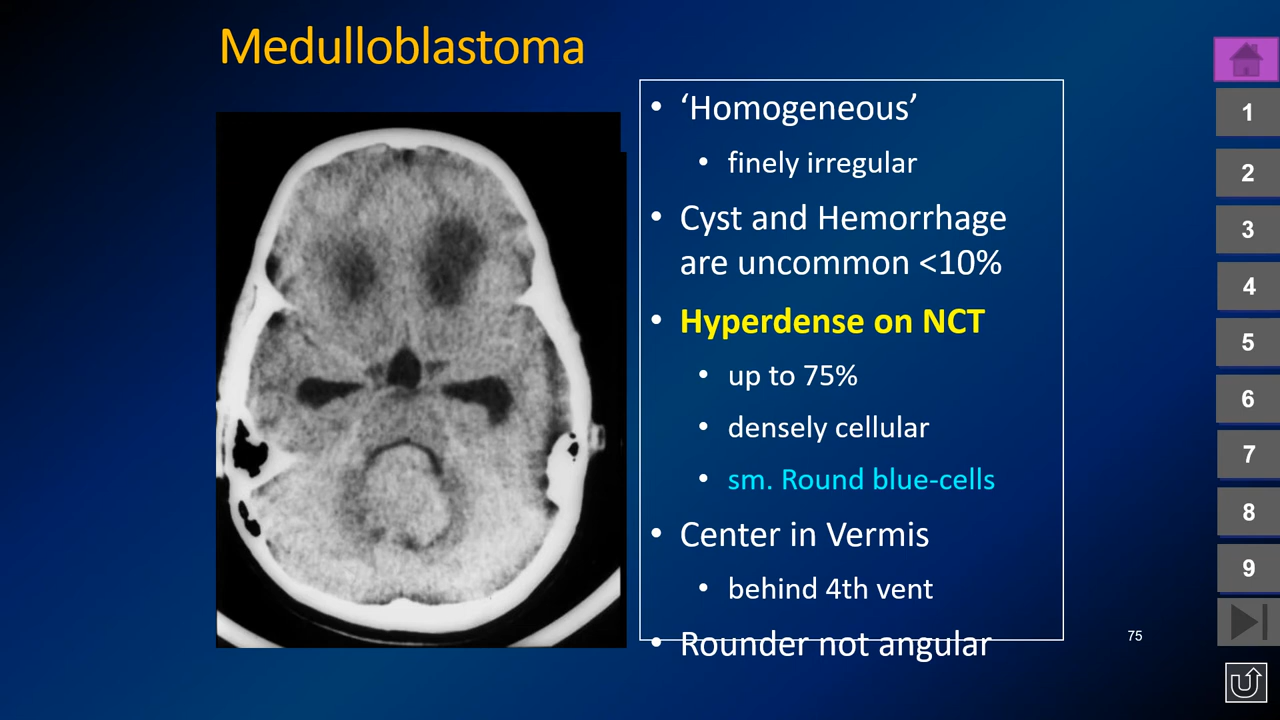 Medulloblastoma
• ‘Homogeneous’
• finely irregular
• Cyst and Hemorrhage
are uncommon <10%
• Hyperdense on NCT
• up to 75%
• densely cellular
• sm. Round blue-cells
• Center in Vermis
• behind 4th vent
• Rounder not angular
75
1
2
3
4
5
6
7
8
9